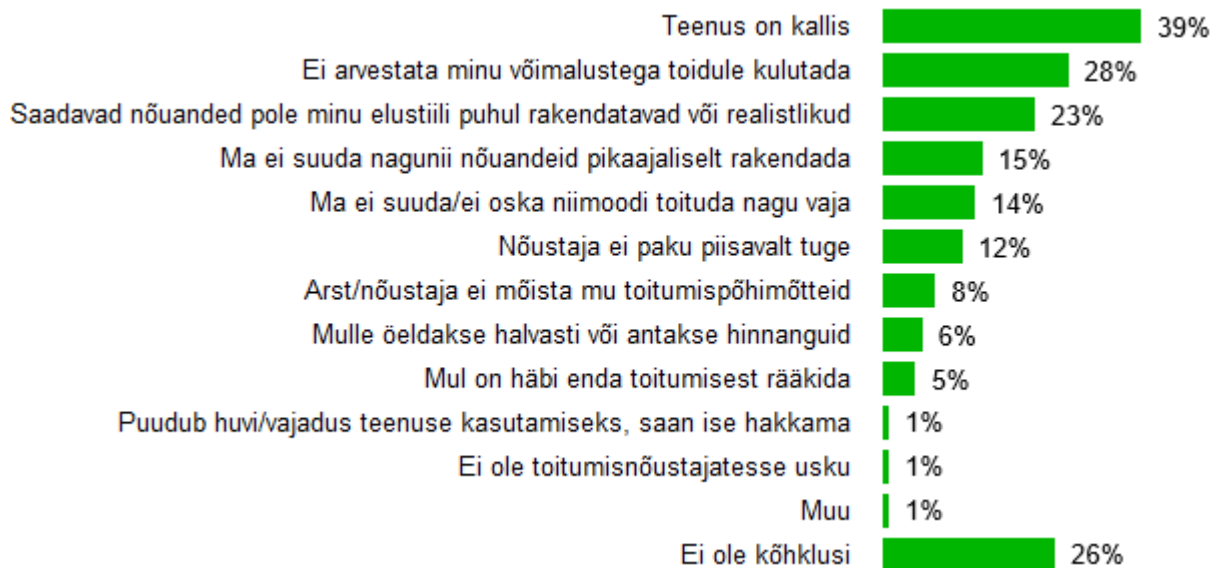 Teenus on kallis 39%
Ei arvestata minu võimalustega toidule kulutada 28%
Saadavad nõuanded pole minu elustiili puhul rakendatavad või realistlikud 23%
Ma ei suuda nagunii nõuandeid pikaajaliselt rakendada 15%
Ma ei suuda/ei oska niimoodi toituda nagu vaja 14%
Nõustaja ei paku piisavalt tuge 12%
Arst/nõustaja ei mõista mu toitumispõhimõtteid 8%
Mulle öeldakse halvasti või antakse hinnanguid 6%
Mul on häbi enda toitumisest rääkida 5%
Puudub huvi/vajadus teenuse kasutamiseks, saan ise hakkama 1%
Ei ole toitumisnõustajatesse usku 1%
Muu 1%
Ei ole kõhklusi 26%